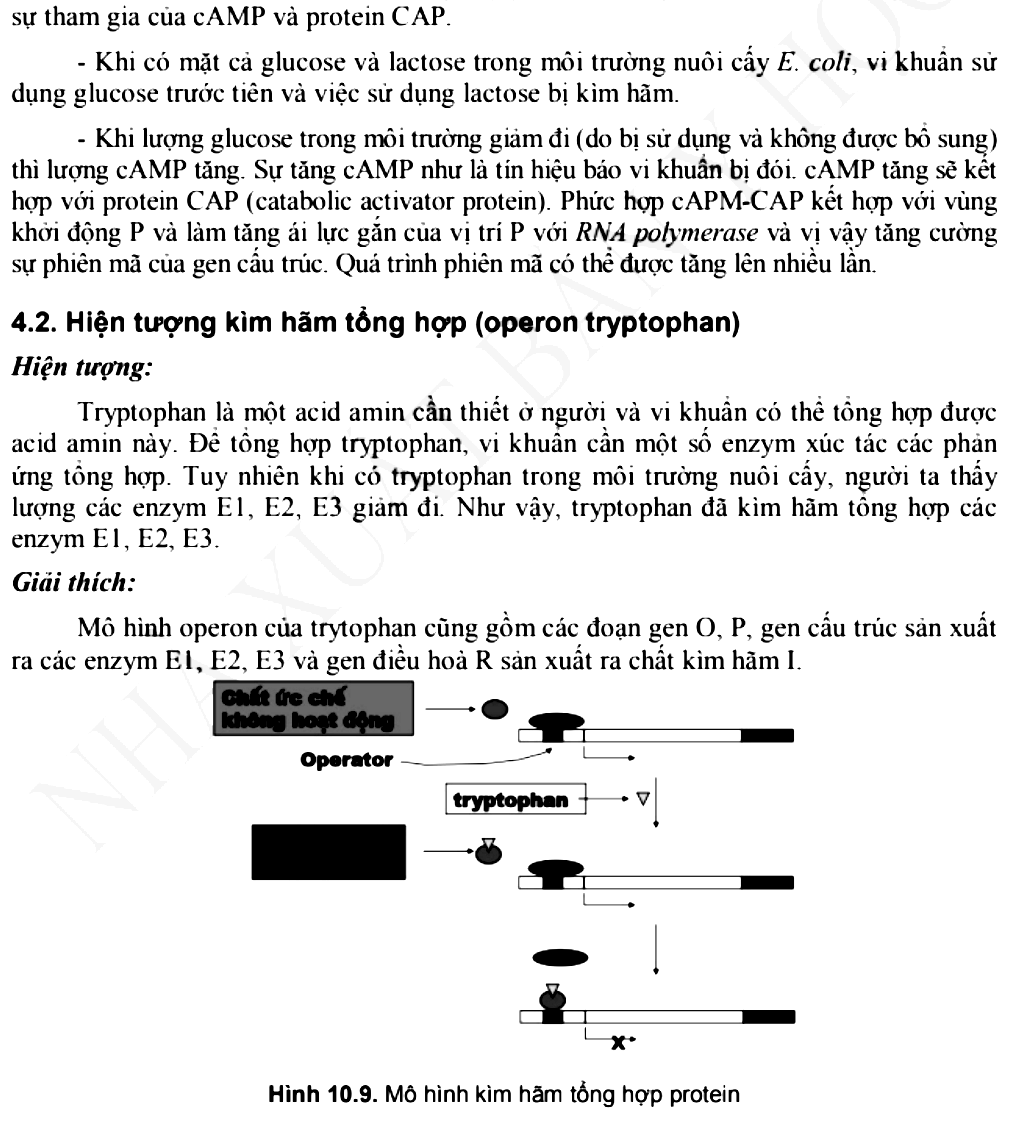 sự tham gia của cAMP và protein CAP.
- Khi có mặt cả glucose và lactose trong môi trường nuôi cấy E. coli, vi khuẩn sử
dụng glucose trước tiên và việc sử dụng lactose bị kìm hãm.
- Khi lượng glucose trong môi trường giảm đi (do bị sử dụng và không được bổ sung)
thì lượng cAMP tăng. Sự tăng cAMP như là tín hiệu báo vi khuẩn bị đói. cAMP tăng sẽ kết
hợp với protein CAP (catabolic activator protein). Phức hợp cAPM-CAP kết hợp với vùng
khởi động P và làm tăng ái lực gắn của vị trí P với RNA polymerase và vị vậy tăng cường
sự phiên mã của gen cấu trúc. Quá trình phiên mã có thể được tăng lên nhiều lần.
4.2. Hiện tượng kìm hãm tổng hợp (operon tryptophan)
Hiện tượng:
Tryptophan là một acid amin cần thiết ở người và vi khuẩn có thể tổng hợp được
acid amin này. Để tổng hợp tryptophan, vi khuẩn cần một số enzym xúc tác các phản
ứng tổng hợp. Tuy nhiên khi có tryptophan trong môi trường nuôi cấy, người ta thấy
lượng các enzym E1, E2, E3 giảm đi. Như vậy, tryptophan đã kìm hãm tổng hợp các
enzym E1, E2, E3.
Giải thích:
Mô hình operon của trytophan cũng gồm các đoạn gen O, P, gen cấu trúc sản xuất
ra các enzym E1, E2, E3 và gen điều hoà R sản xuất ra chất kìm hãm I.
Chất ức chế
không hoạt động
Operator
tryptophan
X
Hình 10.9. Mô hình kìm hãm tổng hợp protein
NHÀ XUẤT BẢN Y HỌC